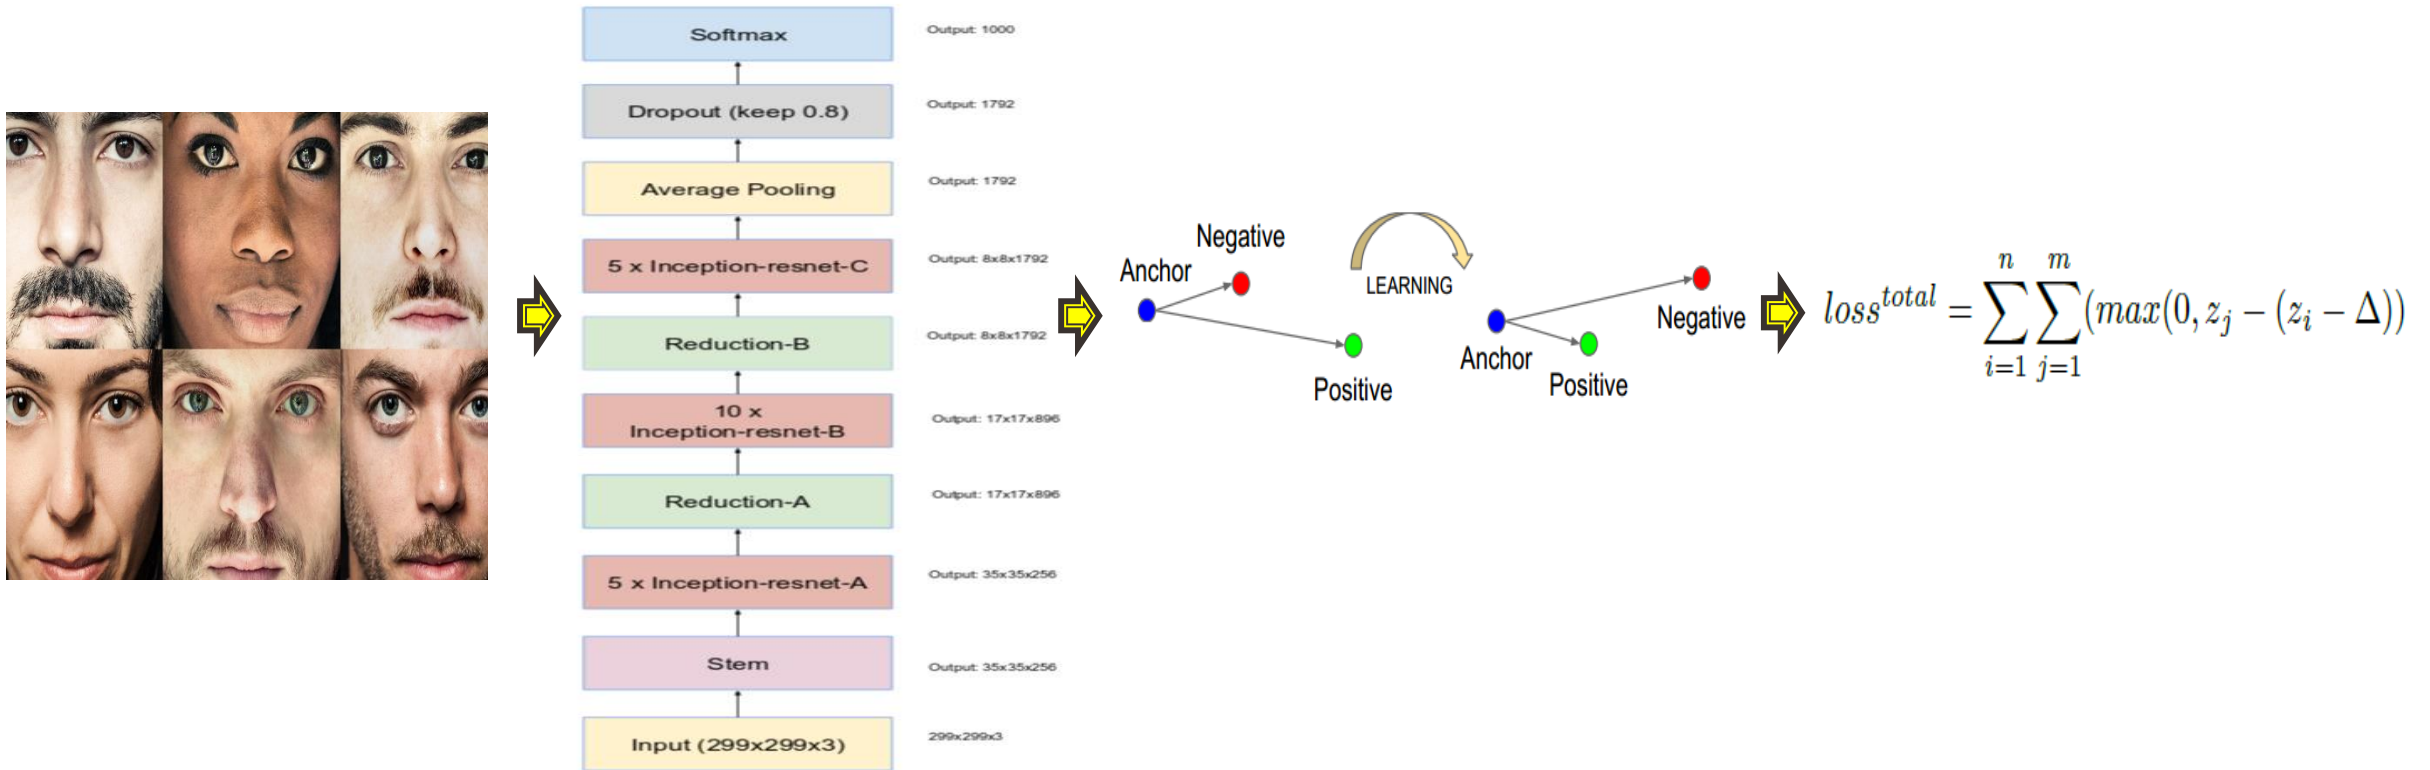 Softmax
Output: 1000
Dropout (keep 0.8)
Output: 1792
Average Pooling
Output: 1792
5 x Inception-resnet-C
Output: 8x8x1792
Reduction-B
Output: 8x8x1792
10 x
Inception-resnet-B
Output: 17x17x896
Reduction-A
Output: 17x17x896
5 x Inception-resnet-A
Output: 35x35x256
Stem
Output: 35x35x256
Input (299x299x3)
299x299x3
Negative
Anchor
Positive
LEARNING
Negative
Anchor
Positive
loss^{total} = \sum_{i=1}^{n} \sum_{j=1}^{m} (max(0, z_j - (z_i - Δ))